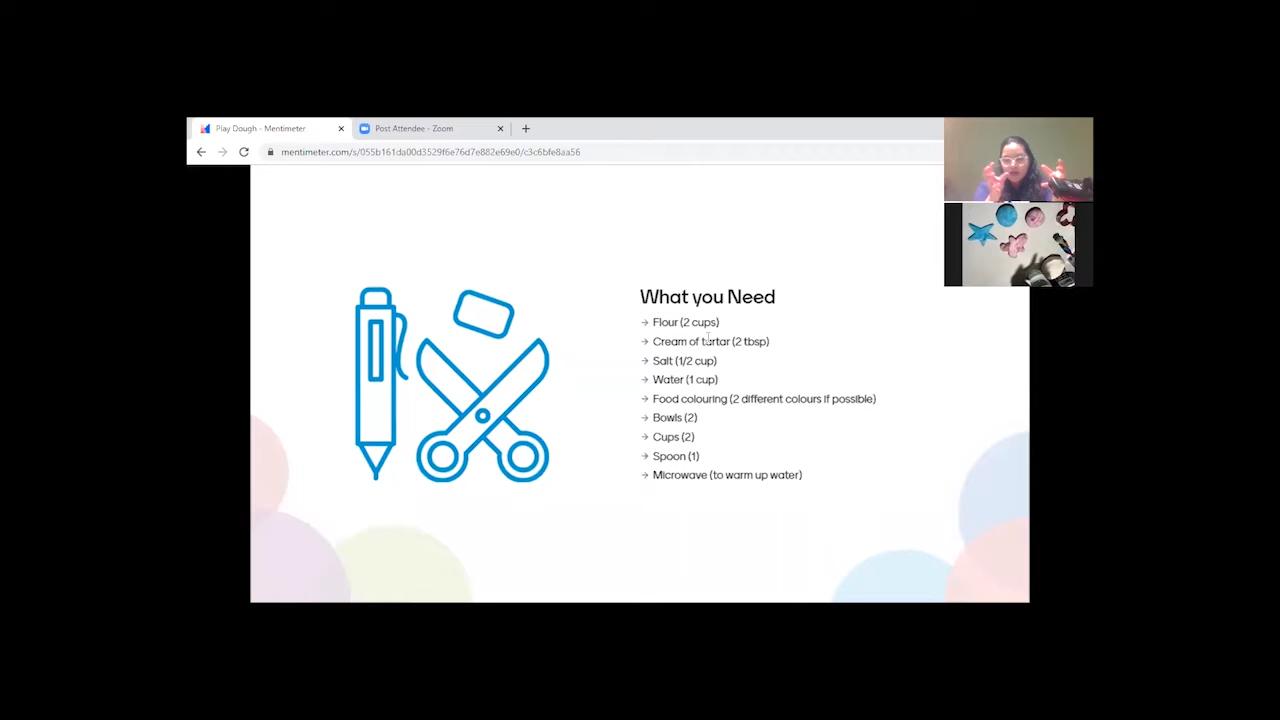 Play Dough - Mentimeter
Post Attendee - Zoom
mentimeter.com/s/055b161da00d3529f6e76d7e882e69e0/c3c6bfe8aa56
What you Need
→ Flour (2 cups)
→ Cream of tartar (2 tbsp)
→ Salt (1/2 cup)
→ Water (1 cup)
→ Food colouring (2 different colours if possible)
→ Bowls (2)
→ Cups (2)
→ Spoon (1)
→ Microwave (to warm up water)